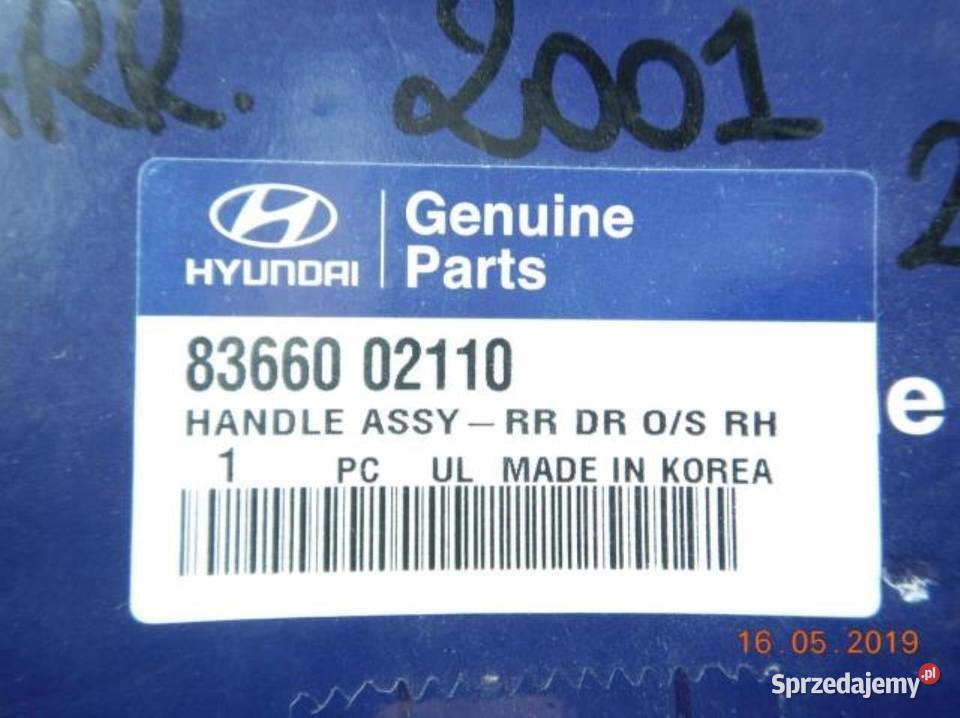 2001
HYUNDAI
Genuine
Parts
83660 02110
HANDLE ASSY-RR DR O/S RH
1 PC UL MADE IN KOREA
16.05.2019
Sprzedajemy.pl